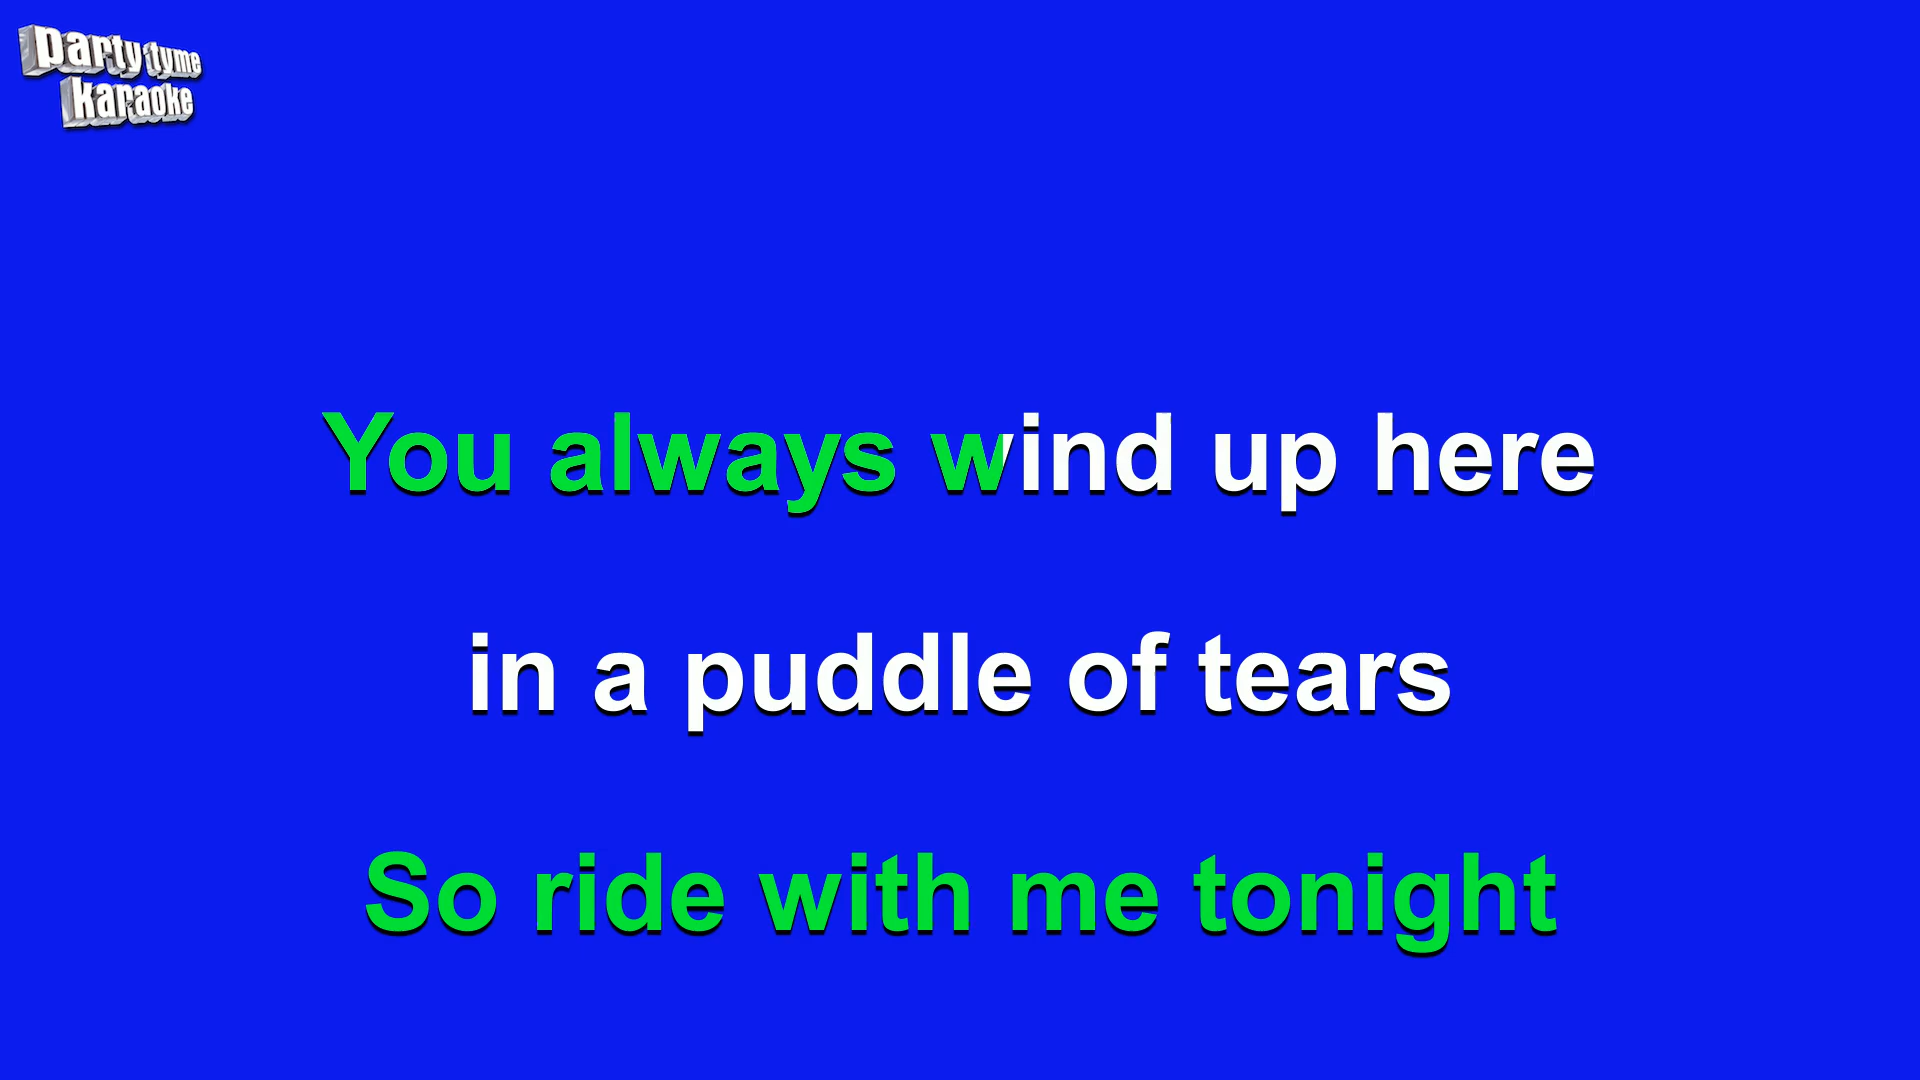 party tyme
karaoke
You always wind up here
in a puddle of tears
So ride with me tonight